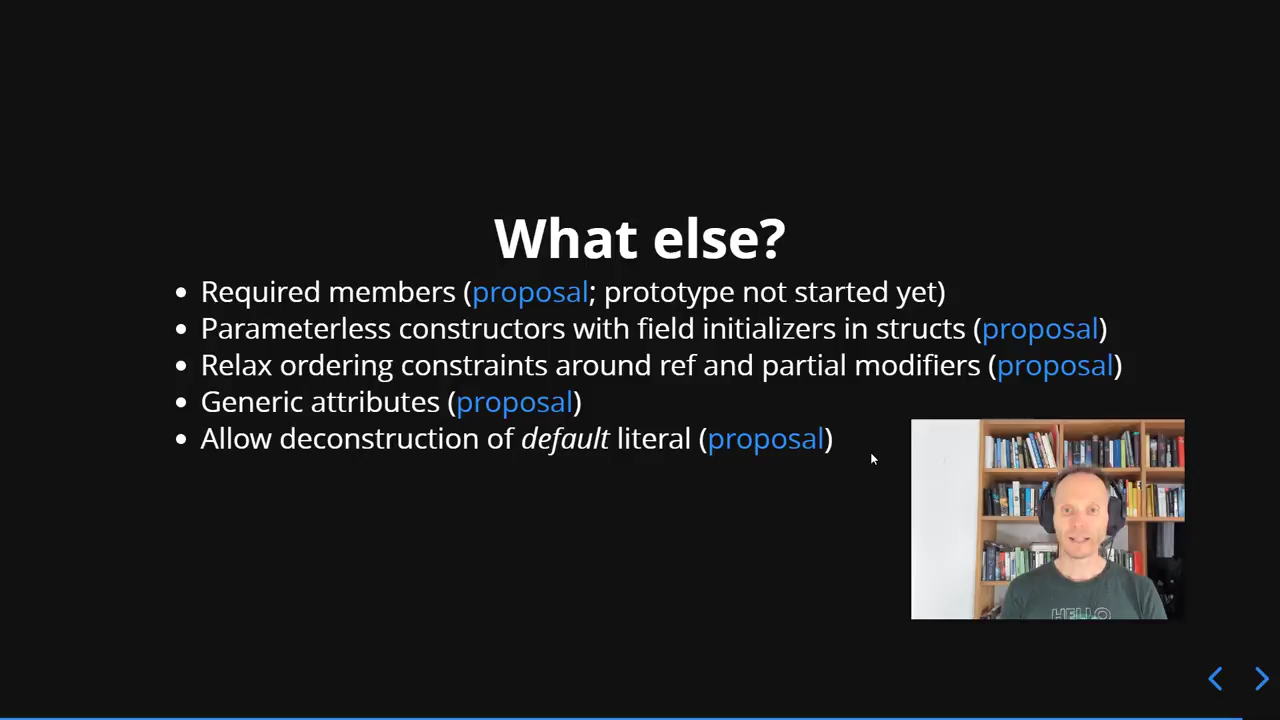 What else?
Required members (proposal; prototype not started yet)
Parameterless constructors with field initializers in structs (proposal)
Relax ordering constraints around ref and partial modifiers (proposal)
Generic attributes (proposal)
Allow deconstruction of default literal (proposal)
HELLO